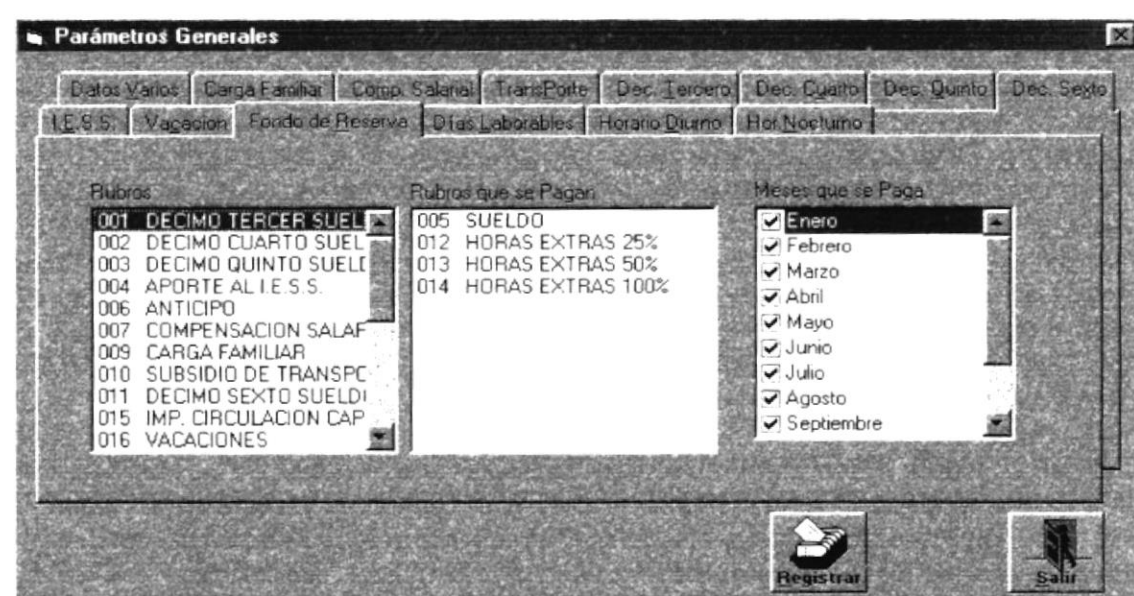 Parámetros Generales
Datos Varios Carga Familiar Comp. Salarial TransPorte Dec. Tercero Dec. Cuarto Dec. Quinto Dec. Sexto
I.E.S.S. Vacacion Fondo de Reserva Días Laborables Horario Diurno Hor.Nocturno
Rubros Rubros que se Pagan Meses que se Paga
001 DECIMO TERCER SUEL 005 SUELDO Enero
002 DECIMO CUARTO SUEL 012 HORAS EXTRAS 25% Febrero
003 DECIMO QUINTO SUELD 013 HORAS EXTRAS 50% Marzo
004 APORTE AL I.E.S.S. 014 HORAS EXTRAS 100% Abril
006 ANTICIPO Mayo
007 COMPENSACION SALAR Junio
009 CARGA FAMILIAR Julio
010 SUBSIDIO DE TRANSPO Agosto
011 DECIMO SEXTO SUELD Septiembre
015 IMP. CIRCULACION CAP
016 VACACIONES
Registrar Salir